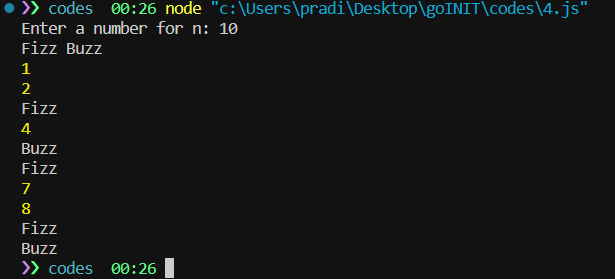 ❯❯ codes 00:26 node "c:\Users\pradi\Desktop\goINIT\codes\4.js"
Enter a number for n: 10
Fizz Buzz
1
2
Fizz
4
Buzz
Fizz
7
8
Fizz
Buzz
❯❯ codes 00:26